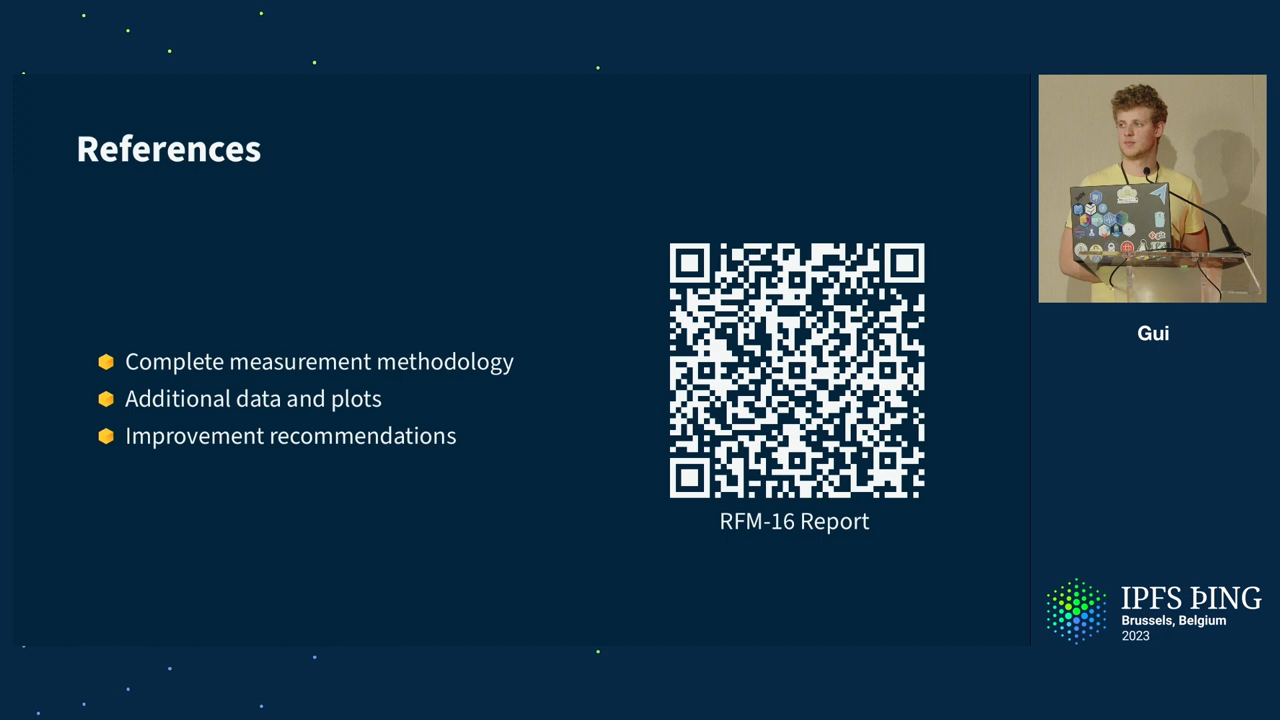 References
Complete measurement methodology
Additional data and plots
Improvement recommendations
RFM-16 Report
Gui
IPFS ÞING
Brussels, Belgium
2023